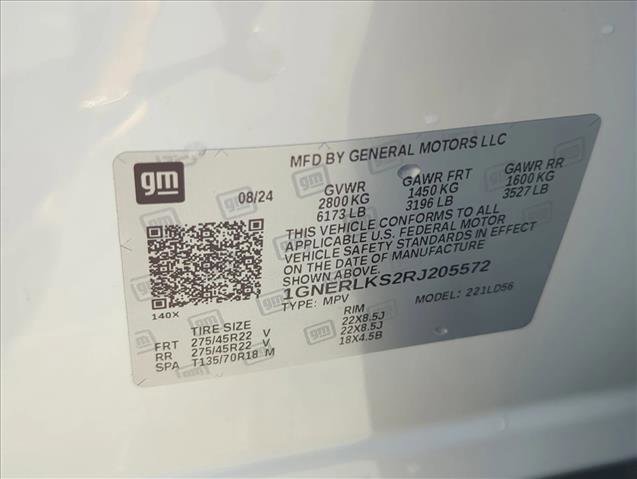 MFD BY GENERAL MOTORS LLC
gm
08/24
GVWR GAWR FRT GAWR RR
2800 KG 1450 KG 1600 KG
6173 LB 3196 LB 3527 LB
THIS VEHICLE CONFORMS TO ALL
APPLICABLE U.S. FEDERAL MOTOR
VEHICLE SAFETY STANDARDS IN EFFECT
ON THE DATE OF MANUFACTURE
SHOWN ABOVE.
1GNERLKS2RJ205572
TYPE: MPV MODEL: 221LD56
140X
TIRE SIZE RIM
FRT 275/45R22 V 22X8.5J
RR 275/45R22 V 22X8.5J
SPA T135/70R18 M 18X4.5B